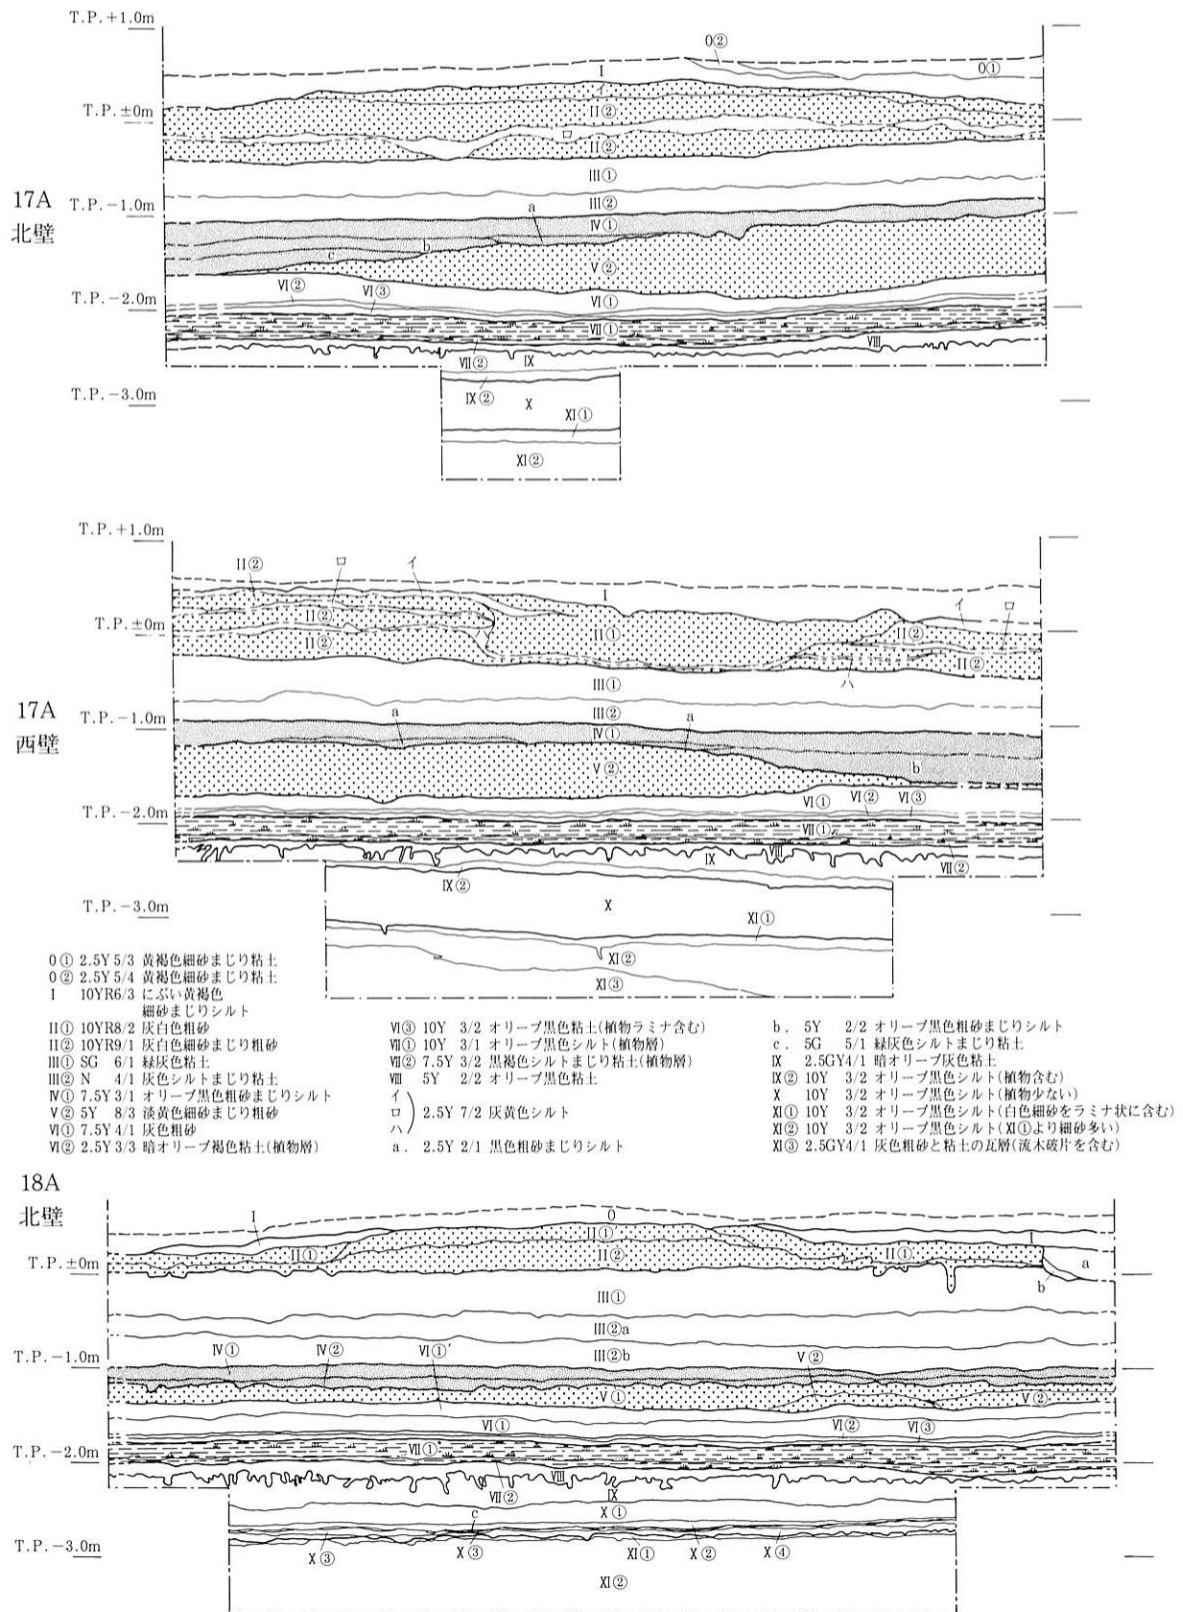 T.P.+1.0m
O②
I
O①
イ
T.P.±0m
II②
ロ
II②
III①
17A
北壁
T.P.-1.0m
III②
a
IV①
b
c
V②
VI②
VI③
T.P.-2.0m
VI①
VII①
VIII
VII②
IX
T.P.-3.0m
IX②
X
XI①
XI②
T.P.+1.0m
II②
ロ
イ
I
イ
ロ
T.P.±0m
II②
II①
II②
II②
II②
ハ
III①
17A
西壁
T.P.-1.0m
a
III②
a
IV①
V②
b
T.P.-2.0m
VI①
VI②
VI③
VII①
VIII
IX
VII②
IX②
T.P.-3.0m
X
XI①
XI②
XI③
O① 2.5Y 5/3 黄褐色細砂まじり粘土
O② 2.5Y 5/4 黄褐色細砂まじり粘土
I 10YR6/3 にぶい黄褐色
細砂まじりシルト
II① 10YR8/2 灰白色粗砂
II② 10YR9/1 灰白色細砂まじり粗砂
III① SG 6/1 緑灰色粘土
III② N 4/1 灰色シルトまじり粘土
IV① 7.5Y 3/1 オリーブ黒色粗砂まじりシルト
V② 5Y 8/3 淡黄色細砂まじり粗砂
VI① 7.5Y 4/1 灰色粗砂
VI② 2.5Y 3/3 暗オリーブ褐色粘土(植物層)
VI③ 10Y 3/2 オリーブ黒色粘土(植物ラミナ含む)
VII① 10Y 3/1 オリーブ黒色シルト(植物層)
VII② 7.5Y 3/2 黒褐色シルトまじり粘土(植物層)
VIII 5Y 2/2 オリーブ黒色粘土
イ
ロ 2.5Y 7/2 灰黄色シルト
ハ
a. 2.5Y 2/1 黒色粗砂まじりシルト
b. 5Y 2/2 オリーブ黒色粗砂まじりシルト
c. 5G 5/1 緑灰色シルトまじり粘土
IX 2.5GY4/1 暗オリーブ灰色粘土
IX② 10Y 3/2 オリーブ黒色シルト(植物含む)
X 10Y 3/2 オリーブ黒色シルト(植物少ない)
XI① 10Y 3/2 オリーブ黒色シルト(白色細砂をラミナ状に含む)
XI② 10Y 3/2 オリーブ黒色シルト(XI①より細砂多い)
XI③ 2.5GY4/1 灰色粗砂と粘土の瓦層(流木破片を含む)
18A
北壁
I
O
II①'
II①
II②
II①
I
T.P.±0m
a
b
III①
III②a
T.P.-1.0m
IV①
IV②
VI①'
III②b
V②
V①
V②
VI①
VI②
VI③
T.P.-2.0m
VII①
VIII
VII②
IX
X①
c
T.P.-3.0m
X③
X③
XI①
X②
X④
XI②